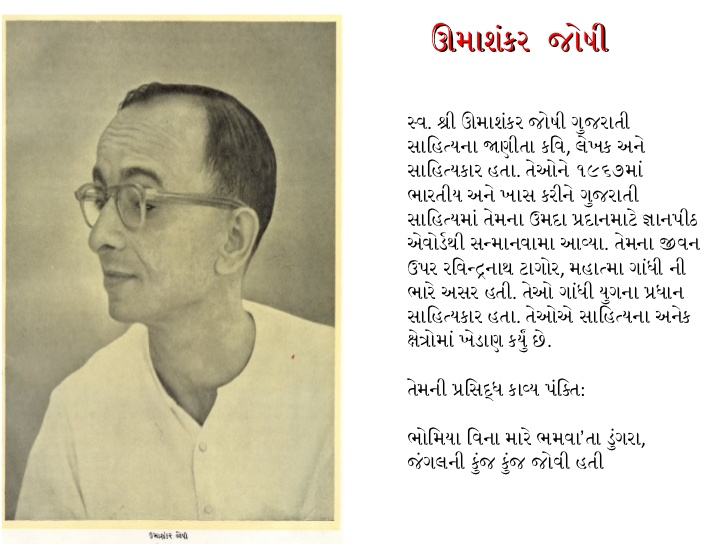 ઊમાશંકર જોષી
સ્વ. શ્રી ઊમાશંકર જોષી ગુજરાતી
સાહિત્યના જાણીતા કવિ, લેખક અને
સાહિત્યકાર હતા. તેઓને ૧૯૬૭માં
ભારતીય અને ખાસ કરીને ગુજરાતી
સાહિત્યમાં તેમના ઉમદા પ્રદાનમાટે જ્ઞાનપીઠ
એવોર્ડથી સન્માનવામા આવ્યા. તેમના જીવન
ઉપર રવિન્દ્રનાથ ટાગોર, મહાત્મા ગાંધી ની
ભારે અસર હતી. તેઓ ગાંધી યુગના પ્રધાન
સાહિત્યકાર હતા. તેઓએ સાહિત્યના અનેક
ક્ષેત્રોમાં ખેડાણ કર્યું છે.
તેમની પ્રસિદ્ધ કાવ્ય પંક્તિ:
ભોમિયા વિના મારે ભમવા'તા ડુંગરા,
જંગલની કુંજ કુંજ જોવી હતી
ઉમાશંકર જોષી